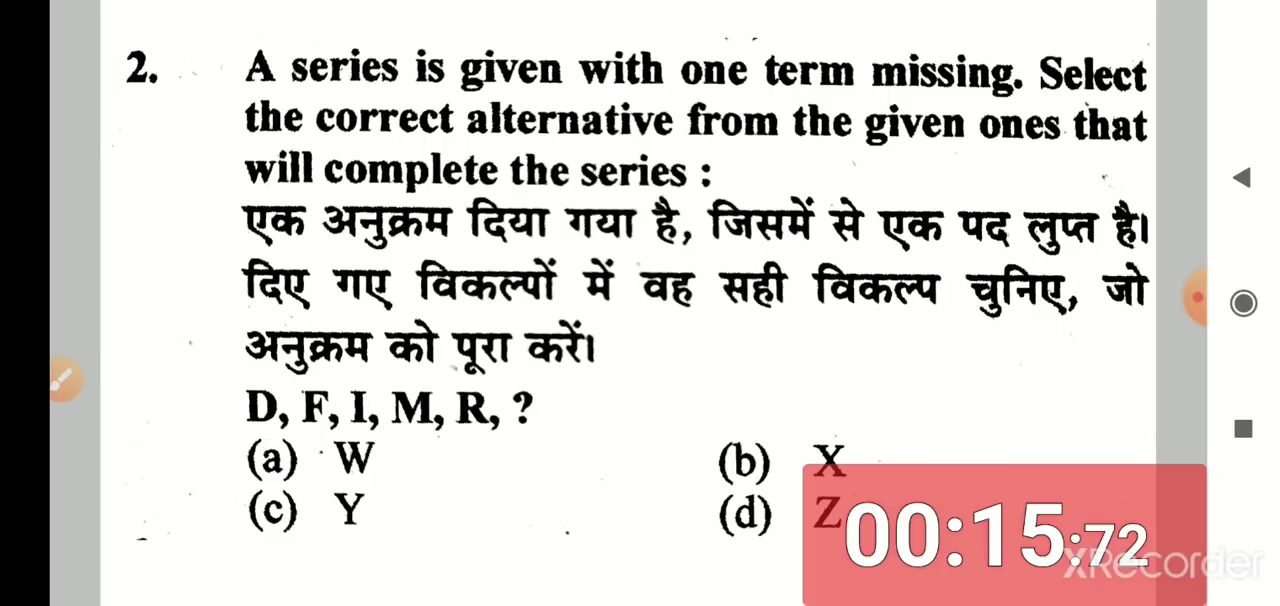 2. A series is given with one term missing. Select
the correct alternative from the given ones that
will complete the series :
एक अनुक्रम दिया गया है, जिसमें से एक पद लुप्त है।
दिए गए विकल्पों में वह सही विकल्प चुनिए, जो
अनुक्रम को पूरा करें।
D, F, I, M, R, ?
(a) W (b) X
(c) Y (d) Z
00:15:72
XRecorder